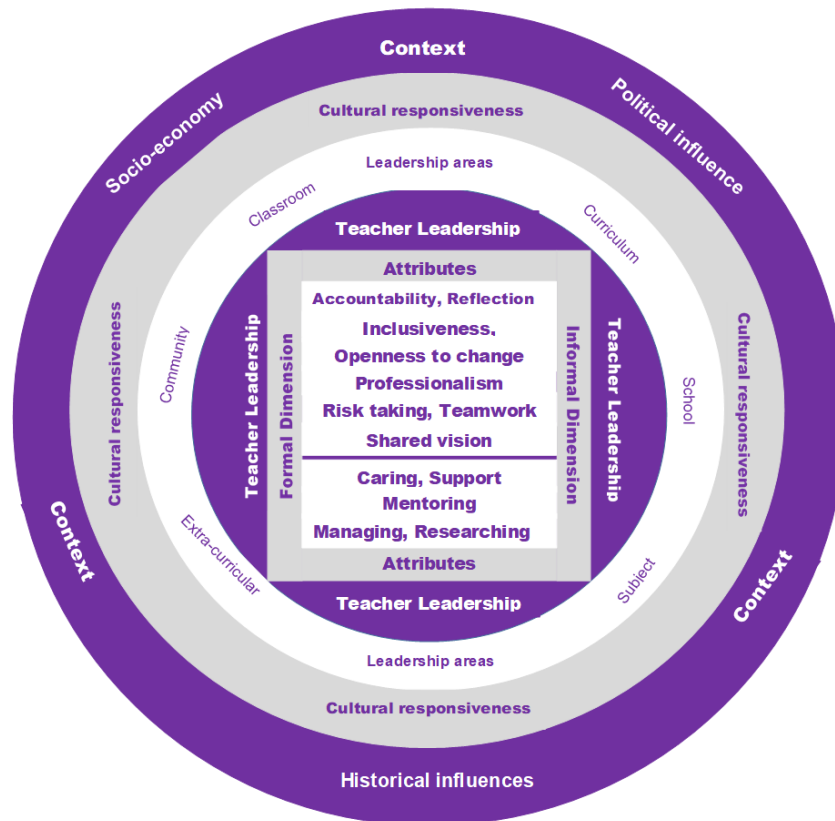 Context
Socio-economy
Political influence
Cultural responsiveness
Leadership areas
Classroom
Curriculum
Teacher Leadership
Attributes
Accountability, Reflection
Inclusiveness,
Openness to change
Professionalism
Risk taking, Teamwork
Shared vision
Caring, Support
Mentoring
Managing, Researching
Attributes
Formal Dimension
Informal Dimension
Teacher Leadership
Teacher Leadership
Community
School
Cultural responsiveness
Cultural responsiveness
Extra-curricular
Subject
Context
Context
Teacher Leadership
Leadership areas
Cultural responsiveness
Historical influences